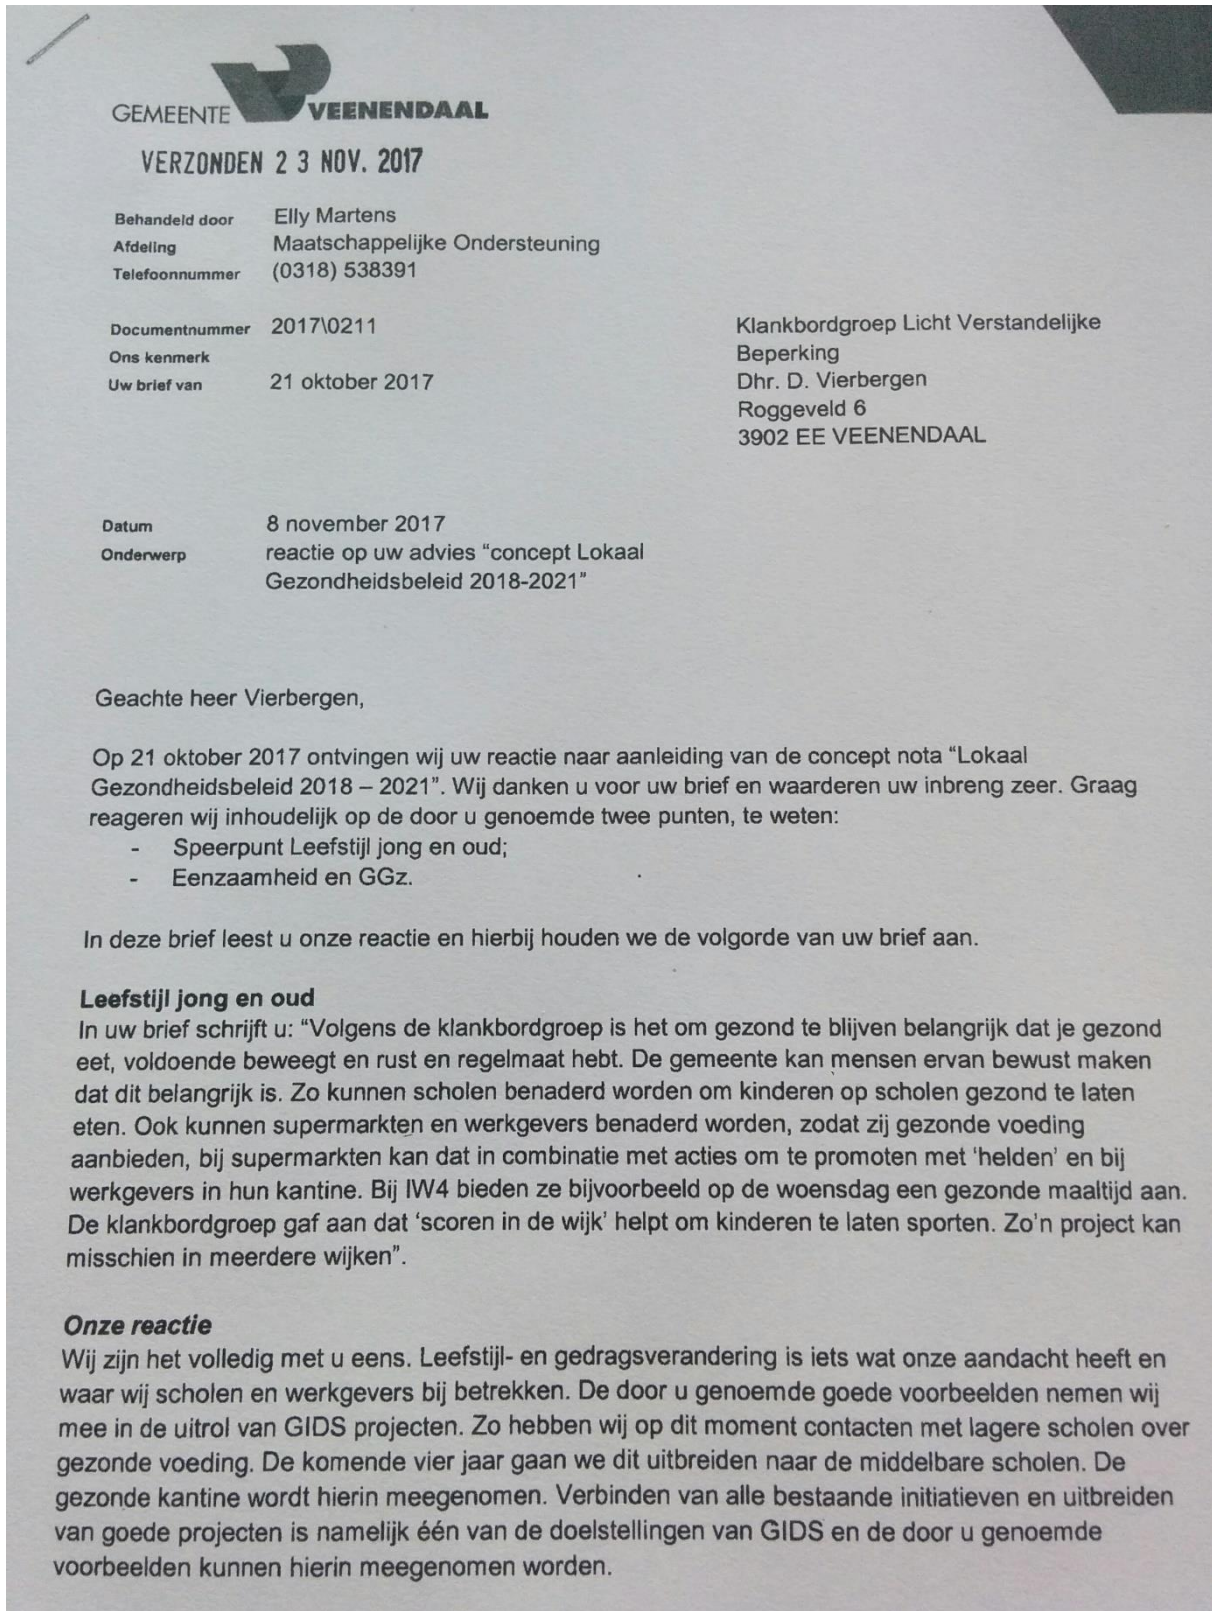 GEMEENTE VEENENDAAL
VERZONDEN 2 3 NOV. 2017
Behandeld door Elly Martens
Afdeling Maatschappelijke Ondersteuning
Telefoonnummer (0318) 538391
Documentnummer 2017\0211
Ons kenmerk
Uw brief van 21 oktober 2017
Klankbordgroep Licht Verstandelijke
Beperking
Dhr. D. Vierbergen
Roggeveld 6
3902 EE VEENENDAAL
Datum 8 november 2017
Onderwerp reactie op uw advies “concept Lokaal
Gezondheidsbeleid 2018-2021”
Geachte heer Vierbergen,
Op 21 oktober 2017 ontvingen wij uw reactie naar aanleiding van de concept nota “Lokaal
Gezondheidsbeleid 2018 – 2021”. Wij danken u voor uw brief en waarderen uw inbreng zeer. Graag
reageren wij inhoudelijk op de door u genoemde twee punten, te weten:
- Speerpunt Leefstijl jong en oud;
- Eenzaamheid en GGz.
In deze brief leest u onze reactie en hierbij houden we de volgorde van uw brief aan.
Leefstijl jong en oud
In uw brief schrijft u: “Volgens de klankbordgroep is het om gezond te blijven belangrijk dat je gezond
eet, voldoende beweegt en rust en regelmaat hebt. De gemeente kan mensen ervan bewust maken
dat dit belangrijk is. Zo kunnen scholen benaderd worden om kinderen op scholen gezond te laten
eten. Ook kunnen supermarkten en werkgevers benaderd worden, zodat zij gezonde voeding
aanbieden, bij supermarkten kan dat in combinatie met acties om te promoten met ‘helden’ en bij
werkgevers in hun kantine. Bij IW4 bieden ze bijvoorbeeld op de woensdag een gezonde maaltijd aan.
De klankbordgroep gaf aan dat ‘scoren in de wijk’ helpt om kinderen te laten sporten. Zo’n project kan
misschien in meerdere wijken”.
Onze reactie
Wij zijn het volledig met u eens. Leefstijl- en gedragsverandering is iets wat onze aandacht heeft en
waar wij scholen en werkgevers bij betrekken. De door u genoemde goede voorbeelden nemen wij
mee in de uitrol van GIDS projecten. Zo hebben wij op dit moment contacten met lagere scholen over
gezonde voeding. De komende vier jaar gaan we dit uitbreiden naar de middelbare scholen. De
gezonde kantine wordt hierin meegenomen. Verbinden van alle bestaande initiatieven en uitbreiden
van goede projecten is namelijk één van de doelstellingen van GIDS en de door u genoemde
voorbeelden kunnen hierin meegenomen worden.